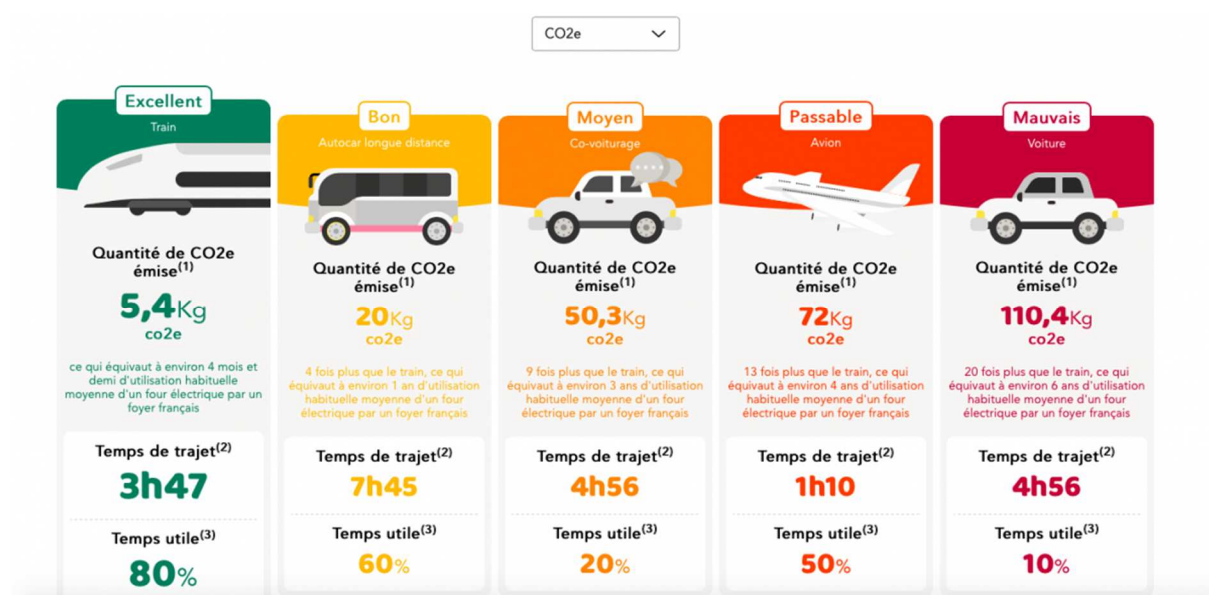 CO2e
Excellent
Train
Quantité de CO2e
émise(1)
5,4Kg
co2e
ce qui équivaut à environ 4 mois et
demi d'utilisation habituelle
moyenne d'un four électrique par un
foyer français
Temps de trajet(2)
3h47
Temps utile(3)
80%
Bon
Autocar longue distance
Quantité de CO2e
émise(1)
20Kg
co2e
4 fois plus que le train, ce qui
équivaut à environ 1 an d'utilisation
habituelle moyenne d'un four
électrique par un foyer français
Temps de trajet(2)
7h45
Temps utile(3)
60%
Moyen
Co-voiturage
Quantité de CO2e
émise(1)
50,3Kg
co2e
9 fois plus que le train, ce qui
équivaut à environ 3 ans d'utilisation
habituelle moyenne d'un four
électrique par un foyer français
Temps de trajet(2)
4h56
Temps utile(3)
20%
Passable
Avion
Quantité de CO2e
émise(1)
72Kg
co2e
13 fois plus que le train, ce qui
équivaut à environ 4 ans d'utilisation
habituelle moyenne d'un four
électrique par un foyer français
Temps de trajet(2)
1h10
Temps utile(3)
50%
Mauvais
Voiture
Quantité de CO2e
émise(1)
110,4Kg
co2e
20 fois plus que le train, ce qui
équivaut à environ 6 ans d'utilisation
habituelle moyenne d'un four
électrique par un foyer français
Temps de trajet(2)
4h56
Temps utile(3)
10%